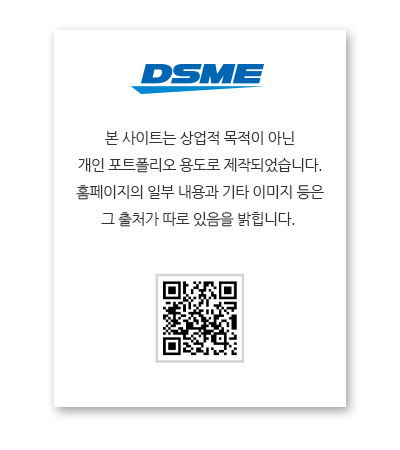 DSME
본 사이트는 상업적 목적이 아닌
개인 포트폴리오 용도로 제작되었습니다.
홈페이지의 일부 내용과 기타 이미지 등은
그 출처가 따로 있음을 밝힙니다.